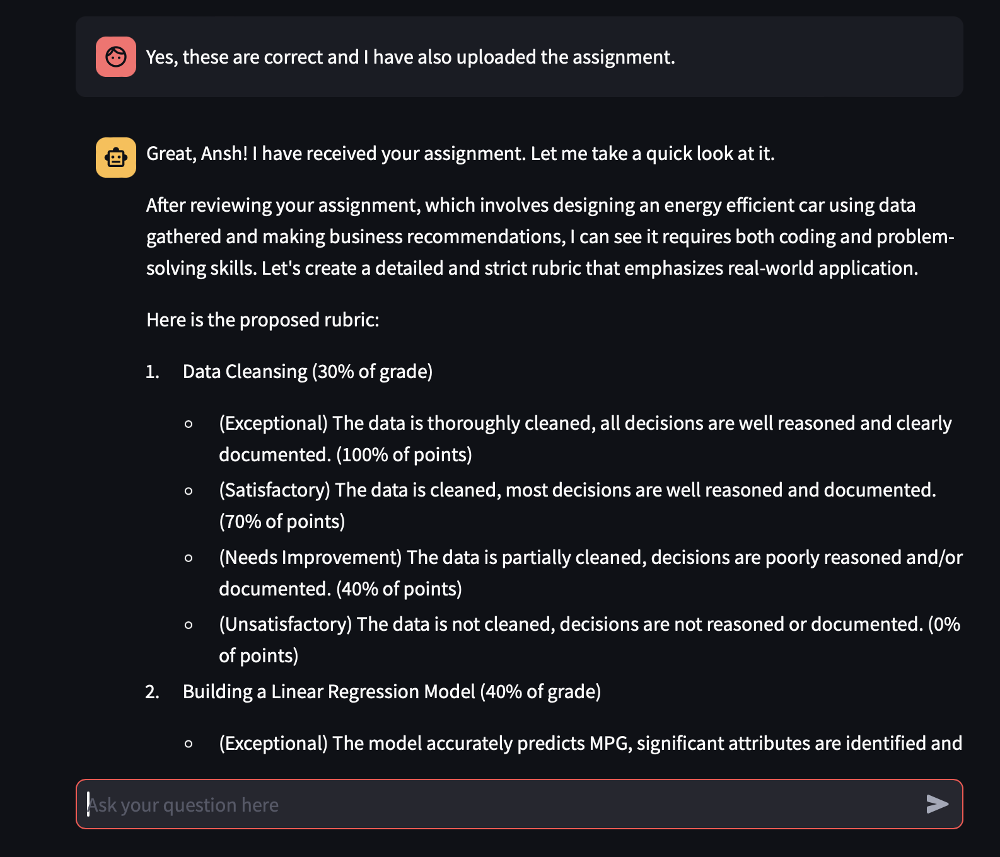 Yes, these are correct and I have also uploaded the assignment.
Great, Ansh! I have received your assignment. Let me take a quick look at it.
After reviewing your assignment, which involves designing an energy efficient car using data
gathered and making business recommendations, I can see it requires both coding and problem-
solving skills. Let's create a detailed and strict rubric that emphasizes real-world application.
Here is the proposed rubric:
1. Data Cleansing (30% of grade)
(Exceptional) The data is thoroughly cleaned, all decisions are well reasoned and clearly
documented. (100% of points)
(Satisfactory) The data is cleaned, most decisions are well reasoned and documented.
(70% of points)
(Needs Improvement) The data is partially cleaned, decisions are poorly reasoned and/or
documented. (40% of points)
(Unsatisfactory) The data is not cleaned, decisions are not reasoned or documented. (0%
of points)
2. Building a Linear Regression Model (40% of grade)
(Exceptional) The model accurately predicts MPG, significant attributes are identified and
Ask your question here